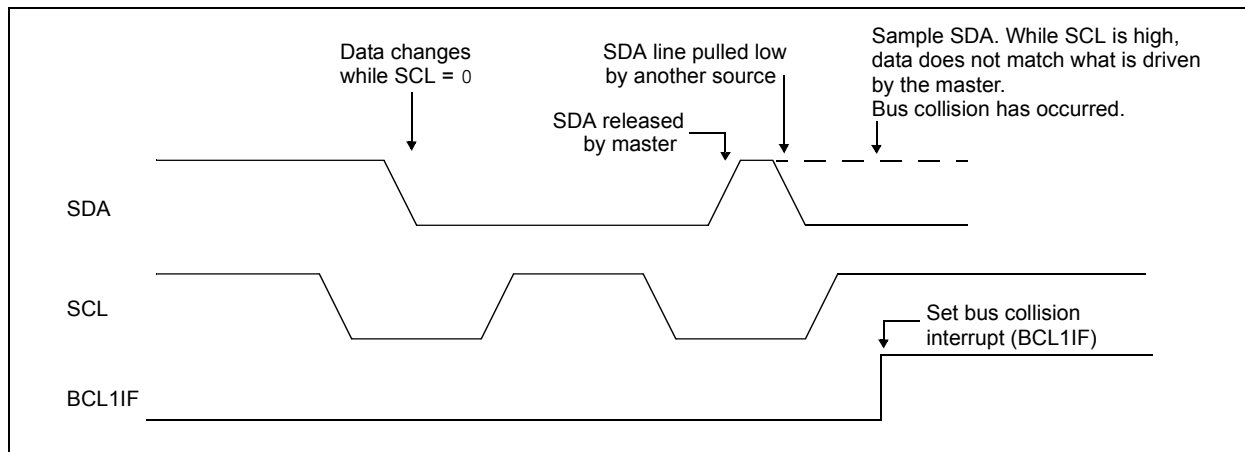 Data changes
while SCL = 0
SDA line pulled low
by another source
Sample SDA. While SCL is high,
data does not match what is driven
by the master.
Bus collision has occurred.
SDA released
by master
SDA
SCL
Set bus collision
interrupt (BCL1IF)
BCL1IF